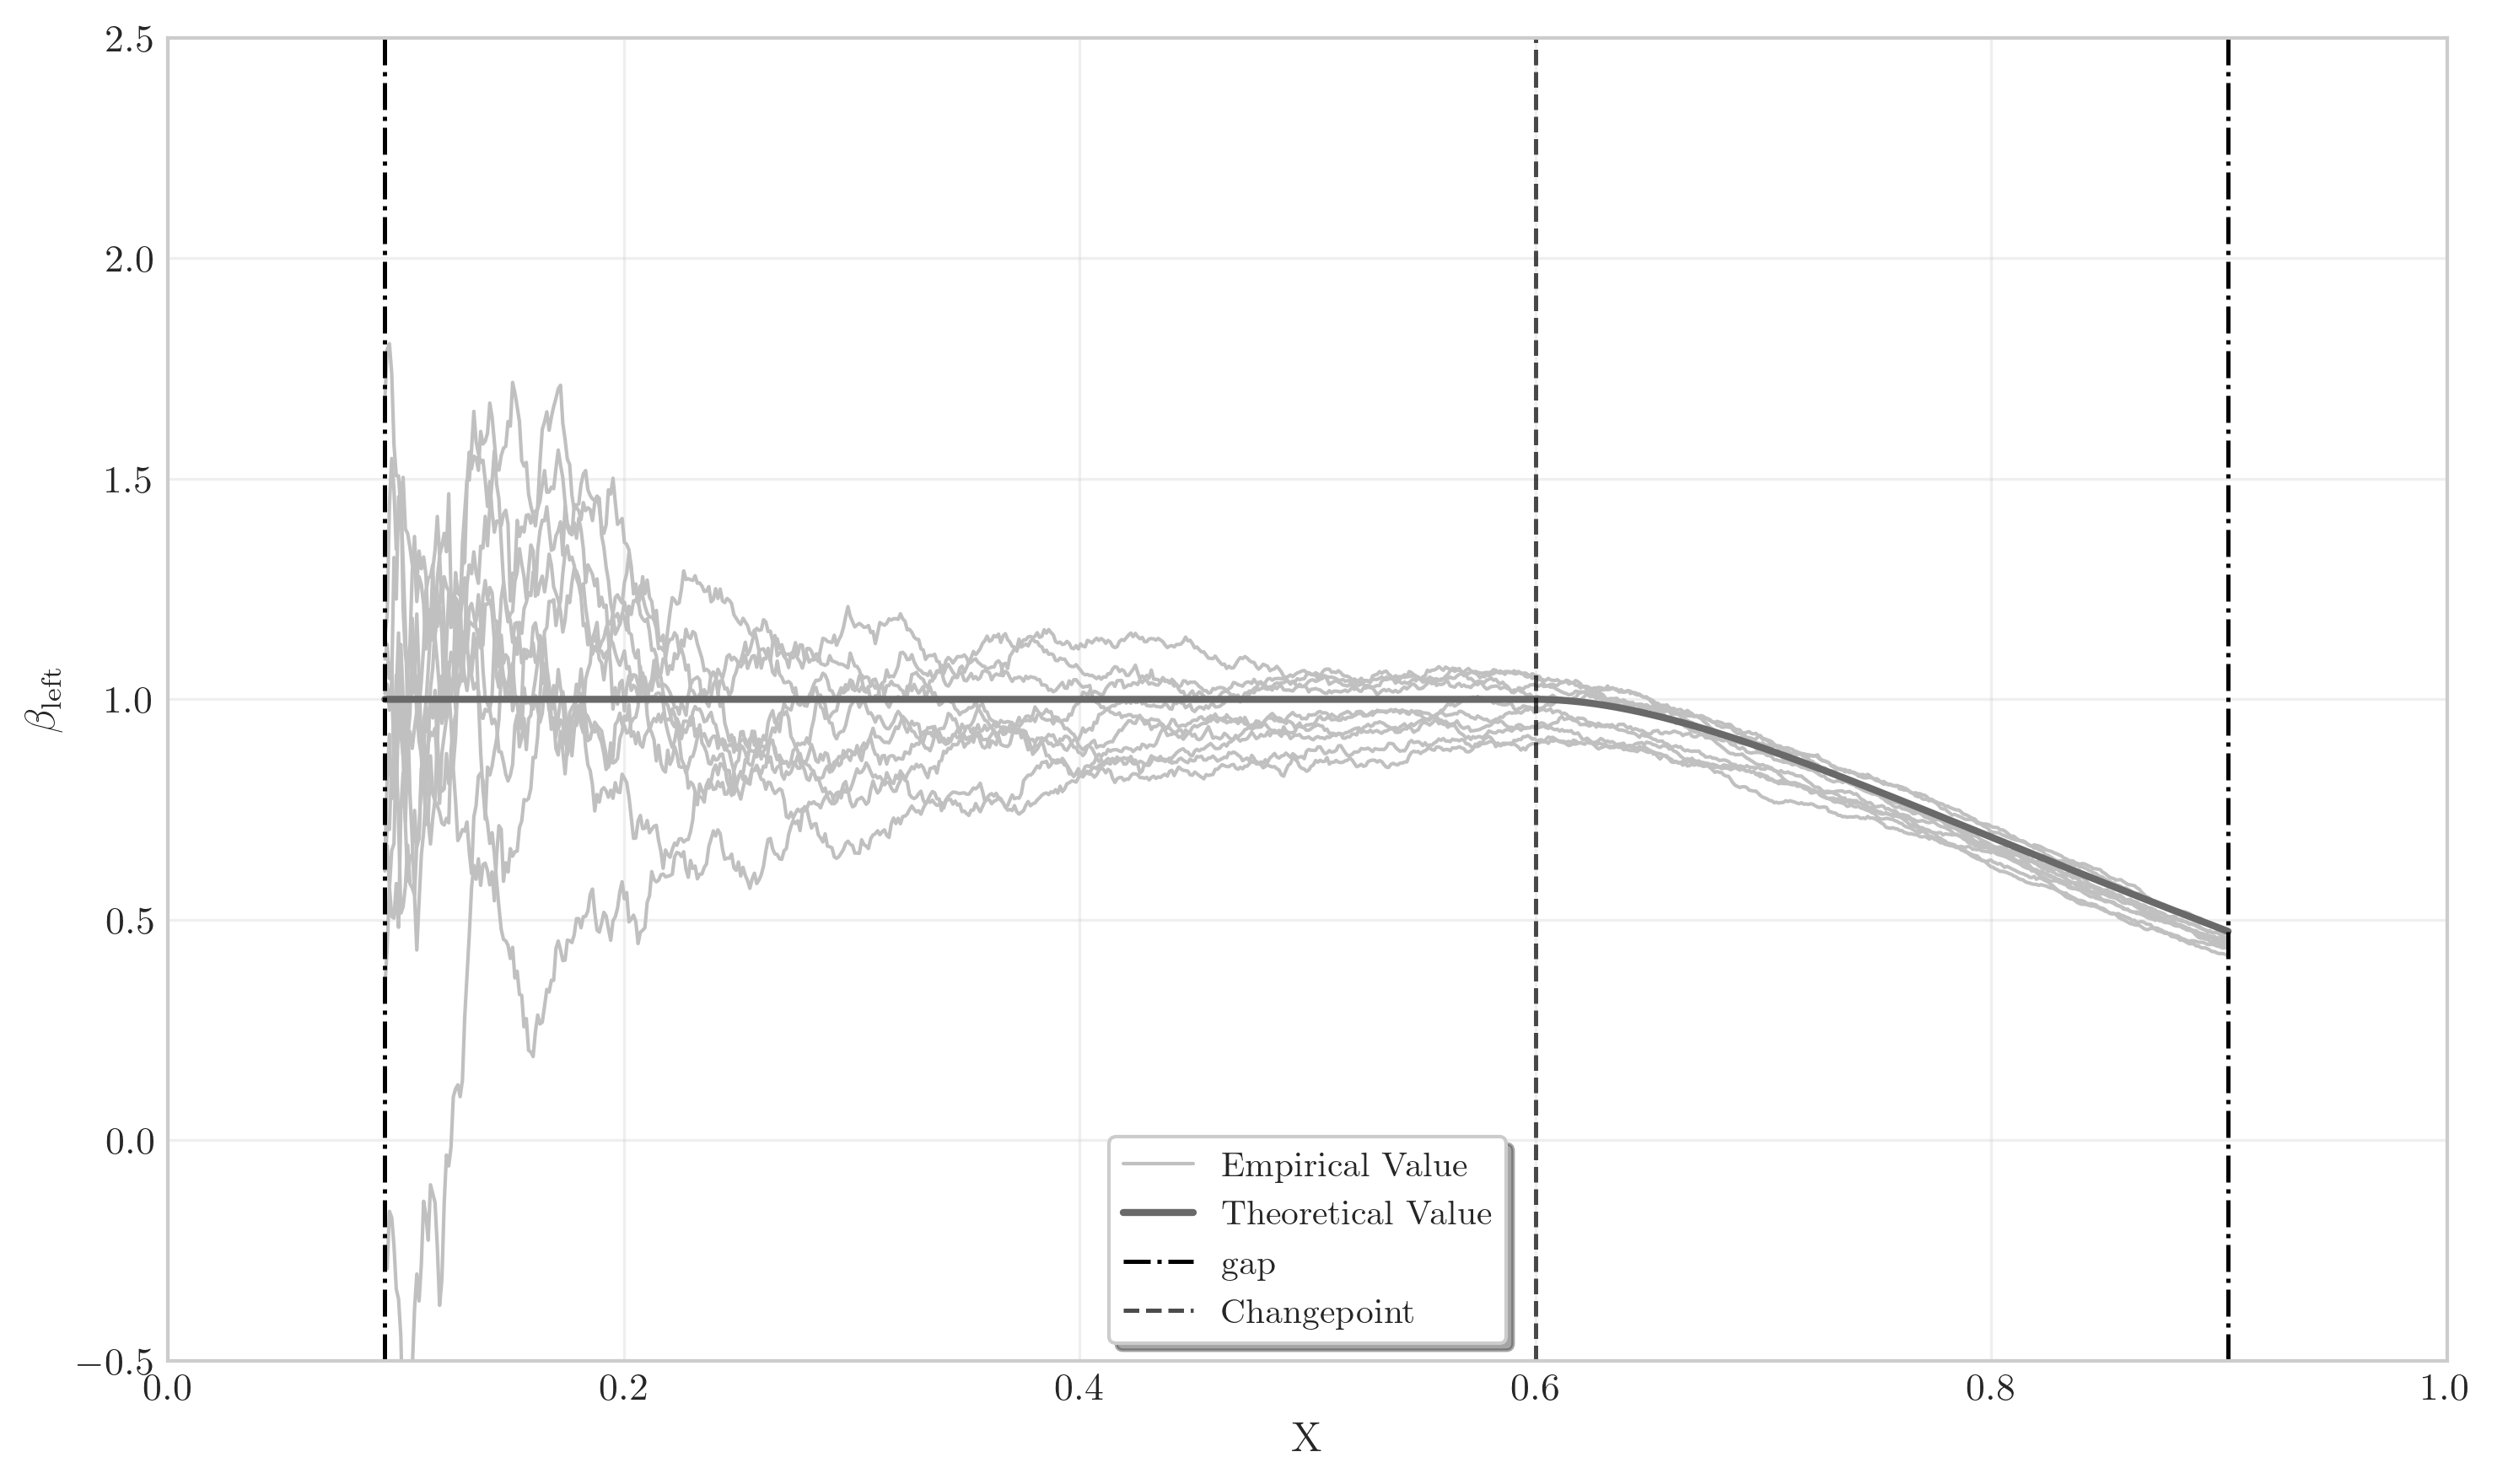 2.5
2.0
1.5
1.0
0.5
0.0
−0.5
β_left
0.0 0.2 0.4 0.6 0.8 1.0
X
Empirical Value
Theoretical Value
gap
Changepoint